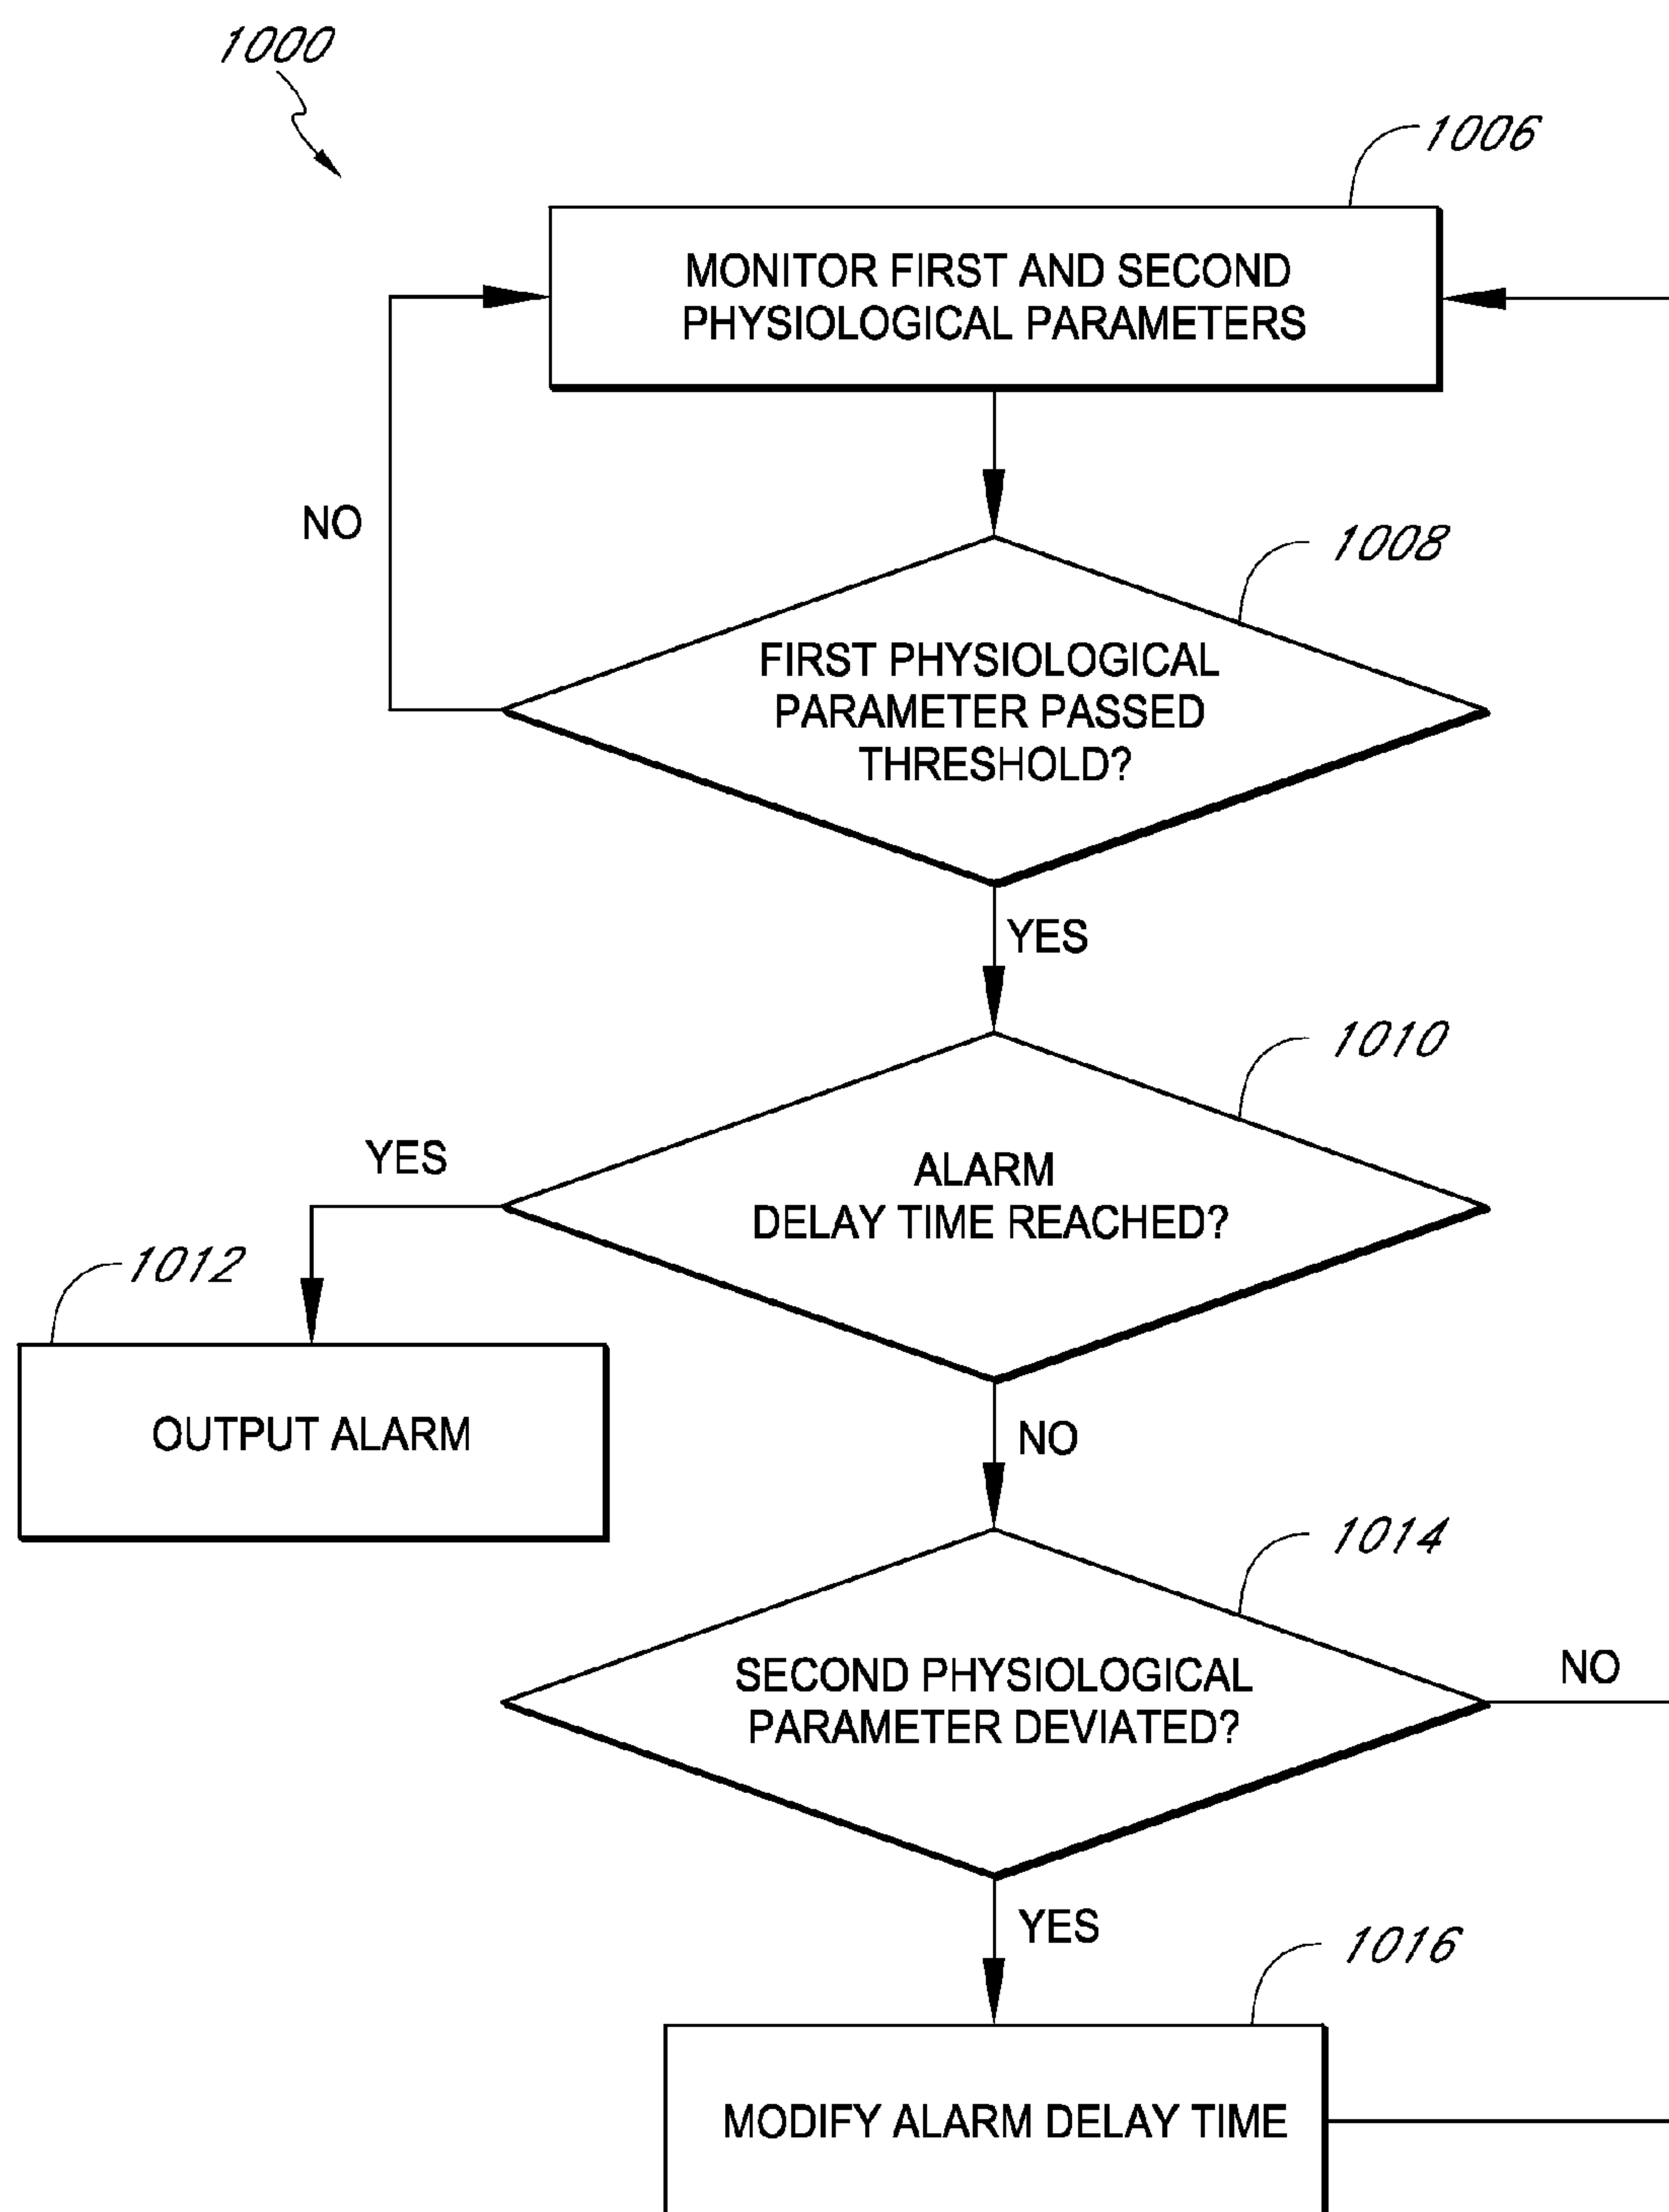 1000
1006
MONITOR FIRST AND SECOND
PHYSIOLOGICAL PARAMETERS
NO
1008
FIRST PHYSIOLOGICAL
PARAMETER PASSED
THRESHOLD?
YES
1010
YES
ALARM
DELAY TIME REACHED?
1012
OUTPUT ALARM
NO
1014
SECOND PHYSIOLOGICAL
PARAMETER DEVIATED?
NO
YES
1016
MODIFY ALARM DELAY TIME